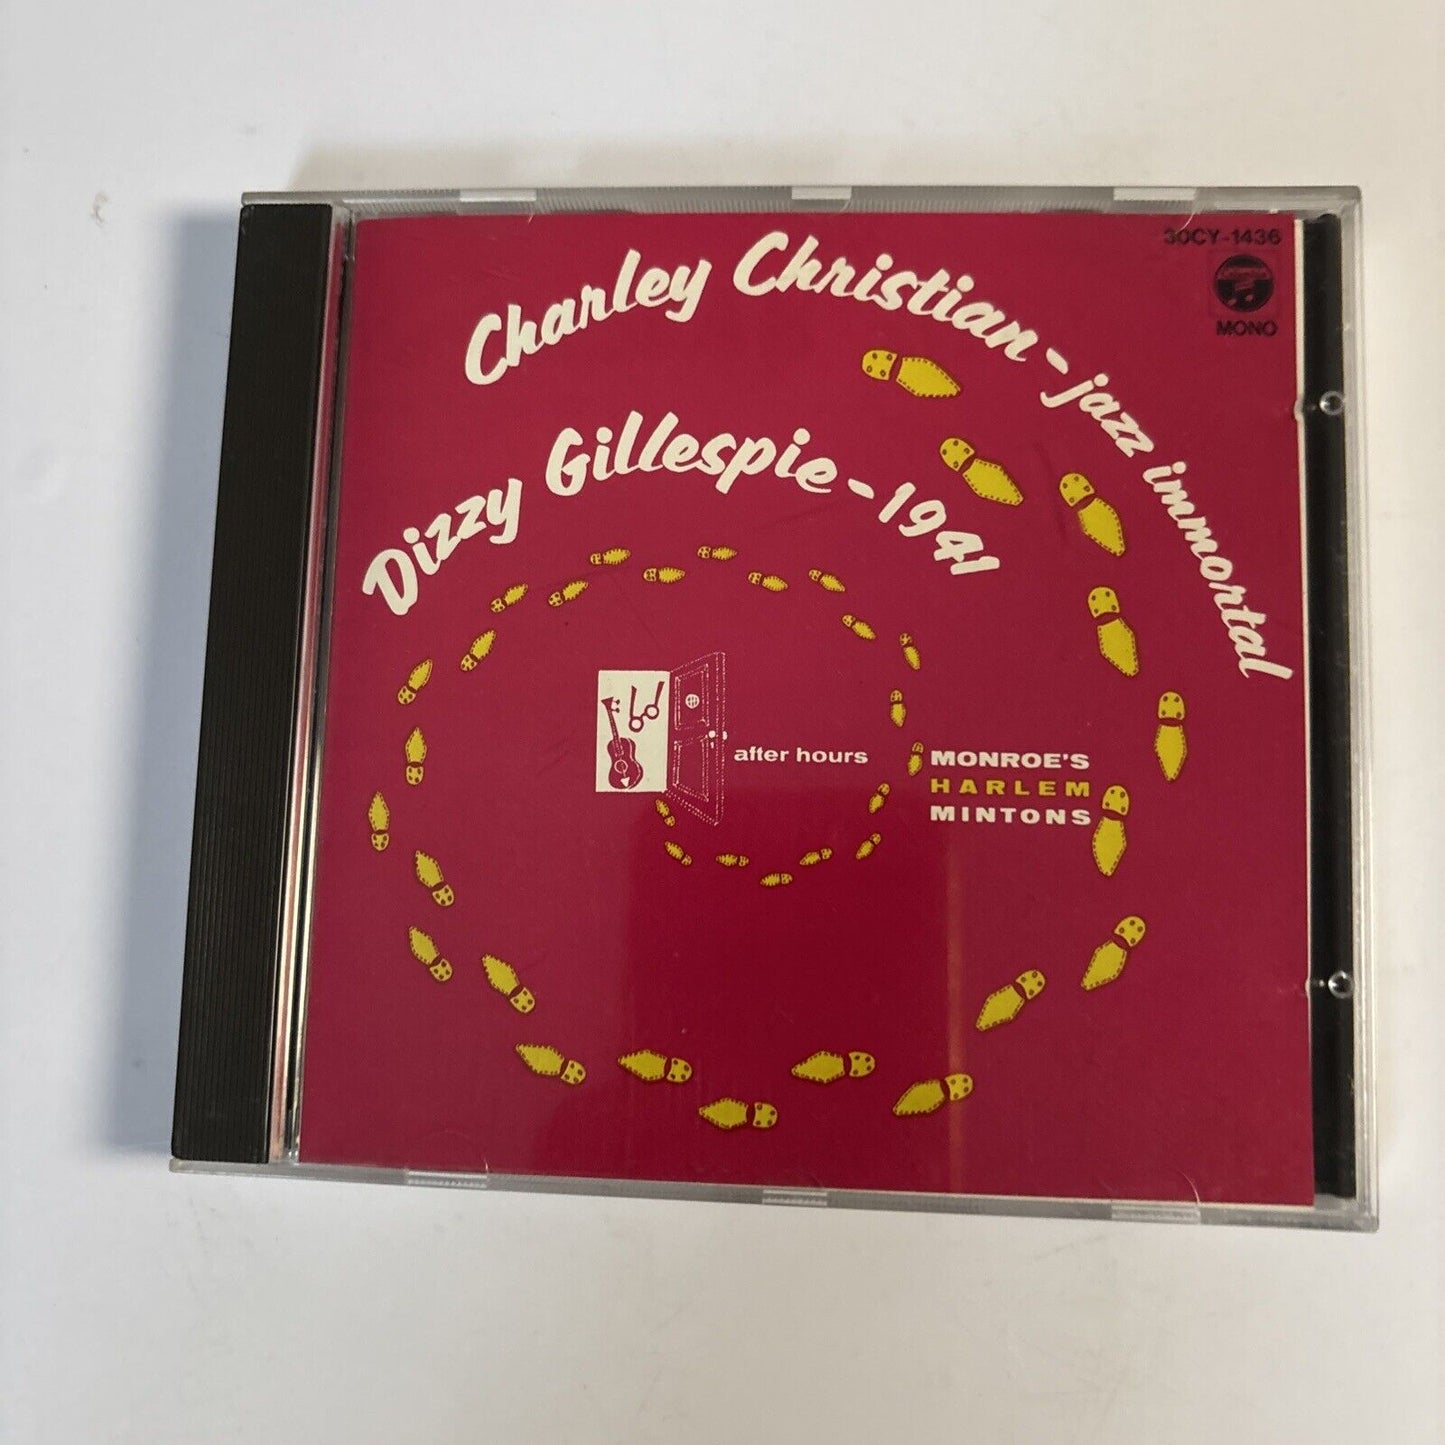 30CY-1436
MONO
Charley Christian-jazz immortal
Dizzy Gillespie-1941
after hours
MONROE'S
HARLEM
MINTONS